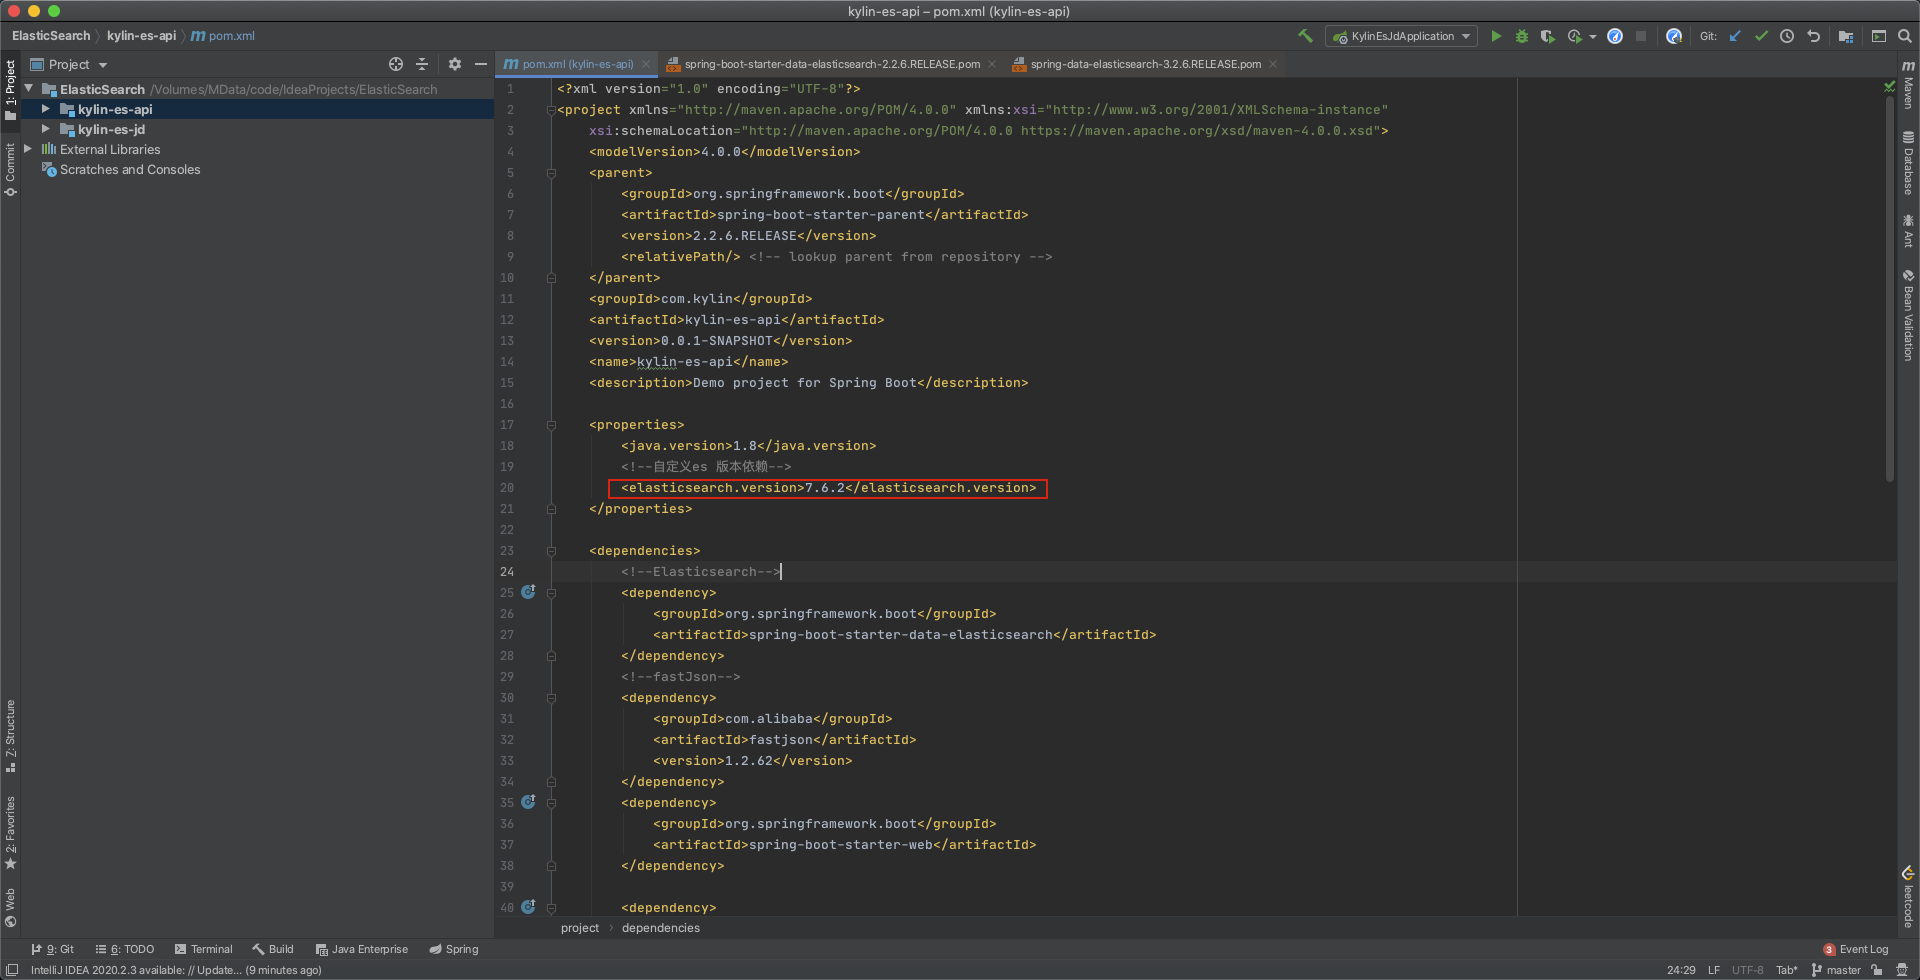 kylin-es-api – pom.xml (kylin-es-api)
ElasticSearch kylin-es-api m pom.xml
KylinEsJdApplication
Git:
Project
pom.xml (kylin-es-api)
spring-boot-starter-data-elasticsearch-2.2.6.RELEASE.pom
spring-data-elasticsearch-3.2.6.RELEASE.pom
1: Project
Commit
Z: Structure
2: Favorites
Web
ElasticSearch /Volumes/MData/code/IdeaProjects/ElasticSearch
kylin-es-api
kylin-es-jd
External Libraries
Scratches and Consoles
1 <?xml version="1.0" encoding="UTF-8"?>
2 <project xmlns="http://maven.apache.org/POM/4.0.0" xmlns:xsi="http://www.w3.org/2001/XMLSchema-instance"
3 xsi:schemaLocation="http://maven.apache.org/POM/4.0.0 https://maven.apache.org/xsd/maven-4.0.0.xsd">
4 <modelVersion>4.0.0</modelVersion>
5 <parent>
6 <groupId>org.springframework.boot</groupId>
7 <artifactId>spring-boot-starter-parent</artifactId>
8 <version>2.2.6.RELEASE</version>
9 <relativePath/> <!-- lookup parent from repository -->
10 </parent>
11 <groupId>com.kylin</groupId>
12 <artifactId>kylin-es-api</artifactId>
13 <version>0.0.1-SNAPSHOT</version>
14 <name>kylin-es-api</name>
15 <description>Demo project for Spring Boot</description>
16
17 <properties>
18 <java.version>1.8</java.version>
19 <!--自定义es 版本依赖-->
20 <elasticsearch.version>7.6.2</elasticsearch.version>
21 </properties>
22
23 <dependencies>
24 <!--Elasticsearch-->
25 <dependency>
26 <groupId>org.springframework.boot</groupId>
27 <artifactId>spring-boot-starter-data-elasticsearch</artifactId>
28 </dependency>
29 <!--fastJson-->
30 <dependency>
31 <groupId>com.alibaba</groupId>
32 <artifactId>fastjson</artifactId>
33 <version>1.2.62</version>
34 </dependency>
35 <dependency>
36 <groupId>org.springframework.boot</groupId>
37 <artifactId>spring-boot-starter-web</artifactId>
38 </dependency>
39
40 <dependency>
project dependencies
Maven
Database
Ant
Bean Validation
leetcode
9: Git 6: TODO Terminal Build Java Enterprise Spring
3 Event Log
IntelliJ IDEA 2020.2.3 available: // Update... (9 minutes ago)
24:29 LF UTF-8 Tab* master